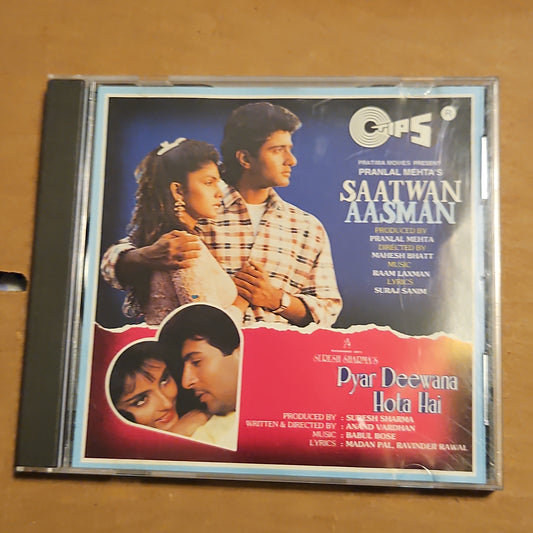 TIPS ®
PRATIMA MOVIES PRESENT
PRANLAL MEHTA'S
SAATWAN
AASMAN
PRODUCED BY
PRANLAL MEHTA
DIRECTED BY
MAHESH BHATT
MUSIC
RAAM LAXMAN
LYRICS
SURAJ SANIM
SURESH SHARMA'S
Pyar Deewana
Hota Hai
PRODUCED BY : SURESH SHARMA
WRITTEN & DIRECTED BY : ANAND VARDHAN
MUSIC : BABUL BOSE
LYRICS : MADAN PAL, RAVINDER RAWAL